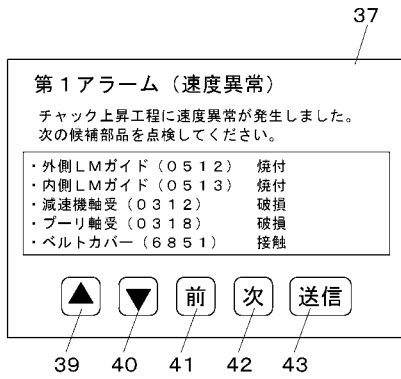 37
第1アラーム（速度異常）
チャック上昇工程に速度異常が発生しました。
次の候補部品を点検してください。
・外側LMガイド（0512）　焼付
・内側LMガイド（0513）　焼付
・減速機軸受（0312）　破損
・プーリ軸受（0318）　破損
・ベルトカバー（6851）　接触
▲ ▼ 前 次 送信
39 40 41 42 43